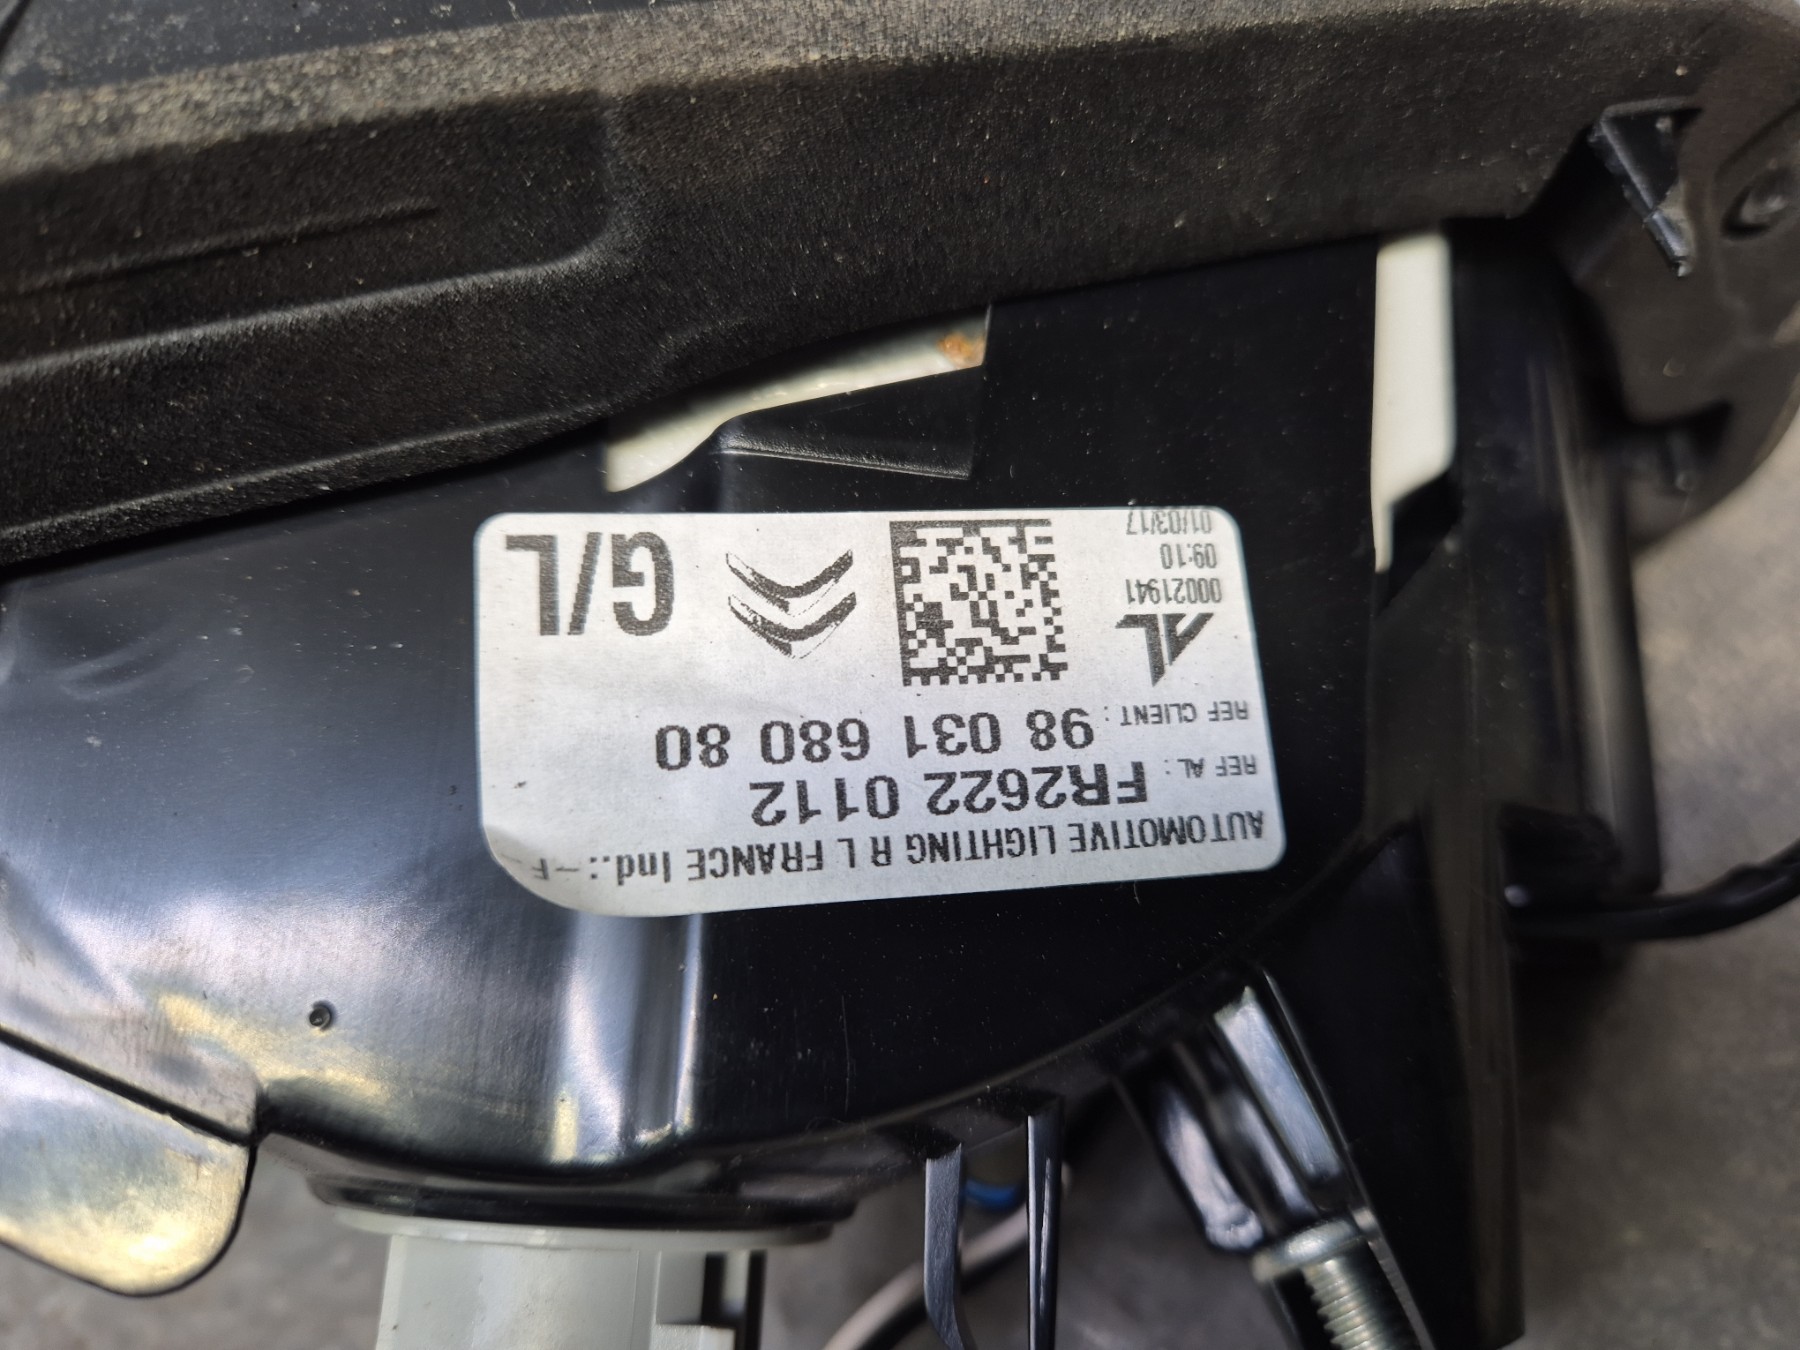 AUTOMOTIVE LIGHTING R L FRANCE Ind.: -F-
REF AL: FR2622 0112
REF CLIENT: 98 031 680 80
AL
00021941
09:10
01/03/17
G/L